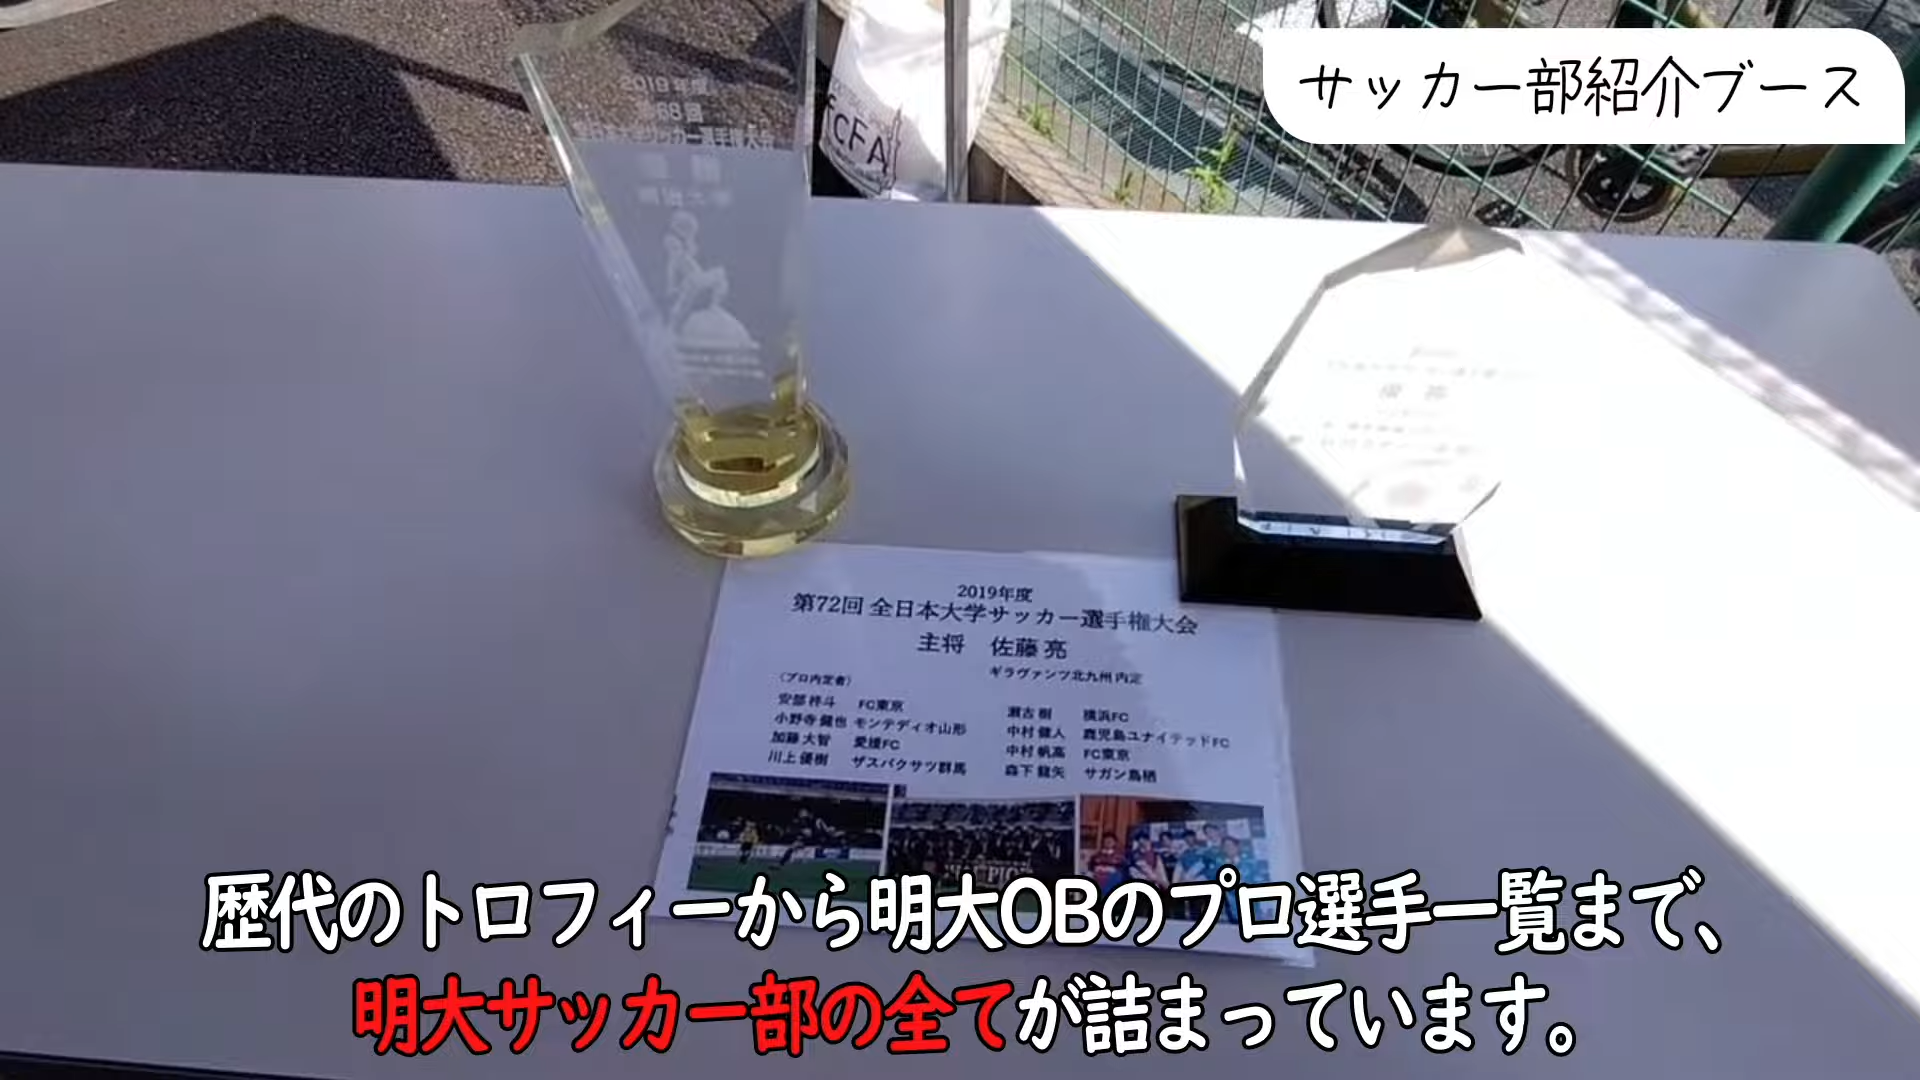 サッカー部紹介ブース
cFA
優勝
2019年度
第72回 全日本大学サッカー選手権大会
主将 佐藤 亮
ギラヴァンツ北九州 内定
〈プロ内定者〉
安部 柊斗 FC東京
小野寺 健也 モンテディオ山形
加藤 大智 愛媛FC
川上 優樹 ザスパクサツ群馬
瀬古 樹 横浜FC
中村 健人 鹿児島ユナイテッドFC
中村 帆高 FC東京
森下 龍矢 サガン鳥栖
歴代のトロフィーから明大OBのプロ選手一覧まで、
明大サッカー部の全てが詰まっています。